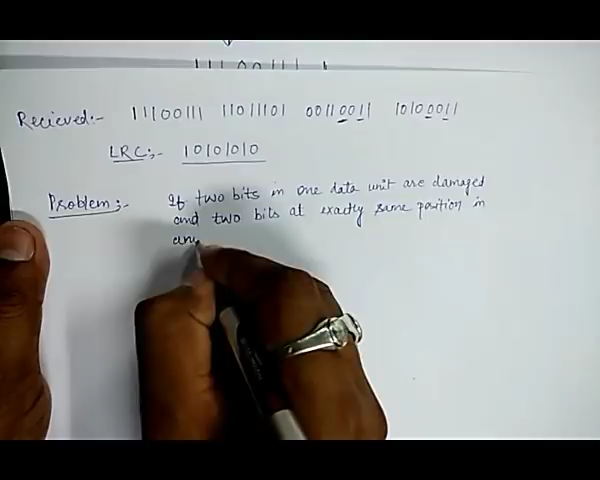 Recieved:- 11100111 11011101 00110011 10100011
LRC:- 10101010
Problem:- If two bits in one data unit are damaged
and two bits at exactly same position in